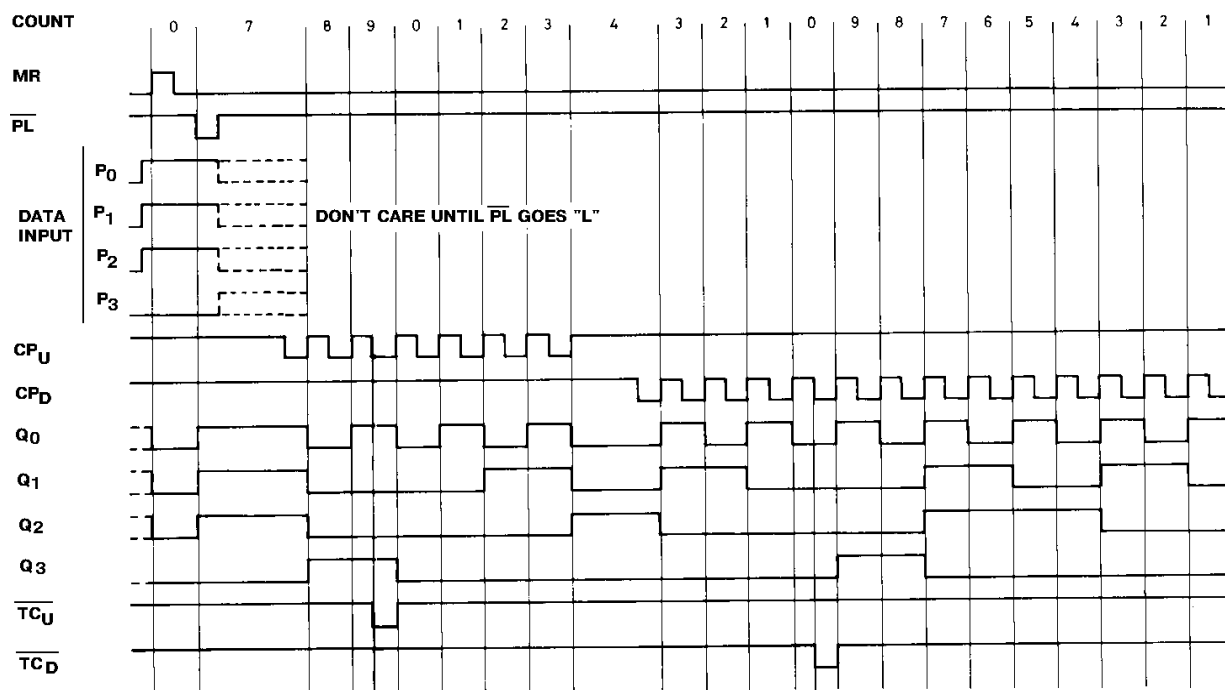 COUNT 0 7 8 9 0 1 2 3 4 3 2 1 0 9 8 7 6 5 4 3 2 1
MR
PL
P0
DATA INPUT
P1
DON'T CARE UNTIL PL GOES "L"
P2
P3
CPU
CPD
Q0
Q1
Q2
Q3
TCU
TCD